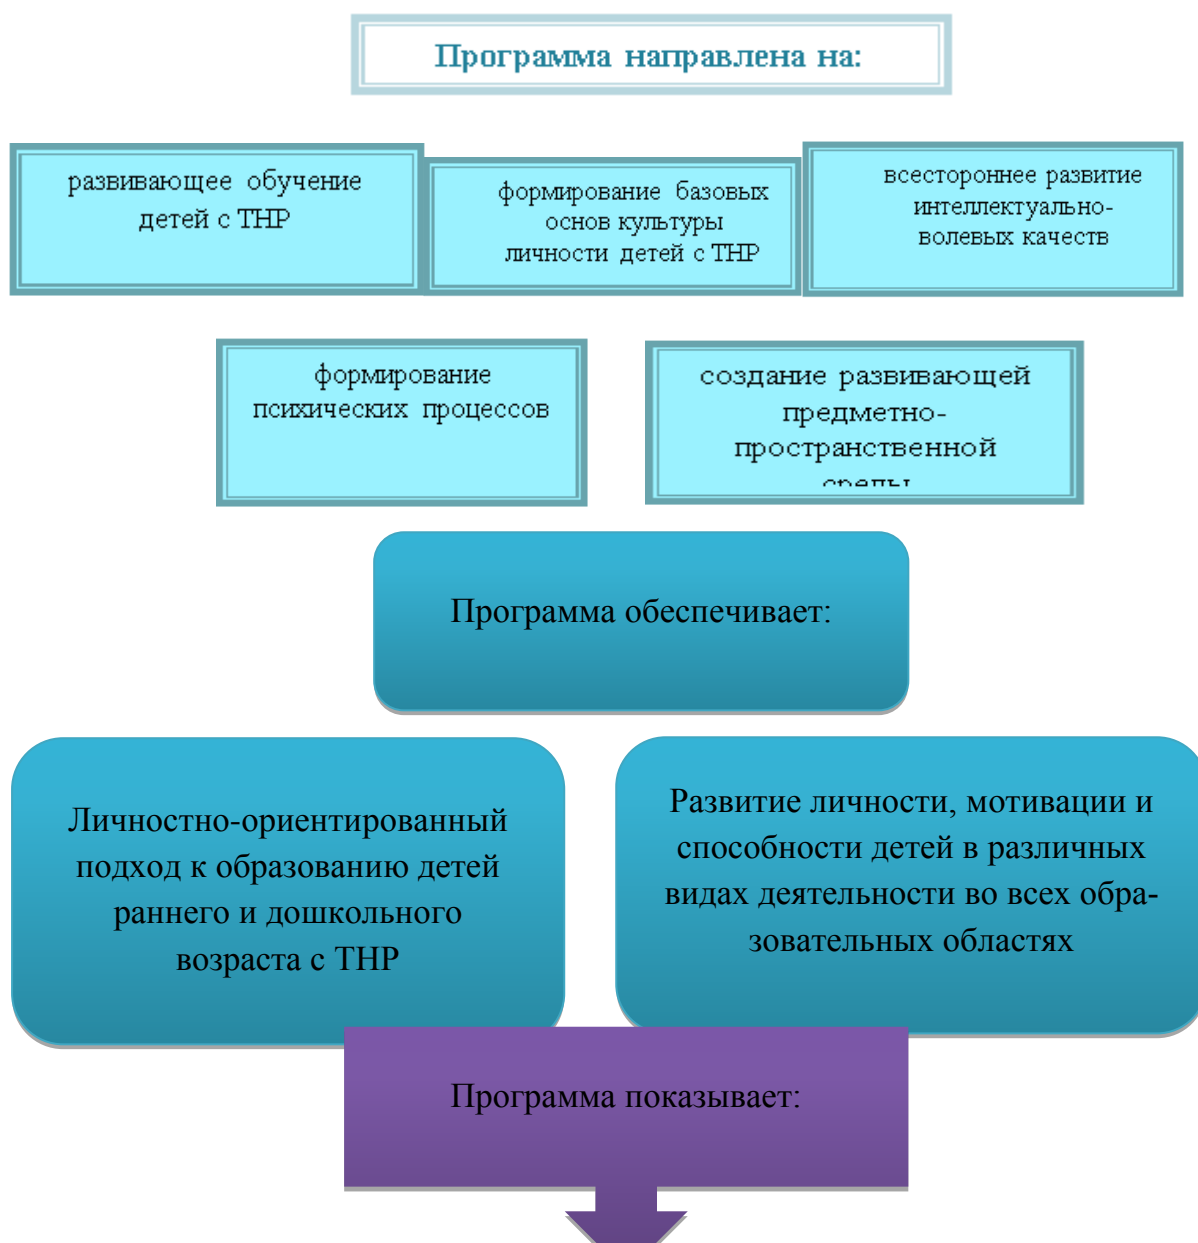 Программа направлена на:
развивающее обучение
детей с ТНР
формирование базовых
основ культуры
личности детей с ТНР
всестороннее развитие
интеллектуально-
волевых качеств
формирование
психических процессов
создание развивающей
предметно-
пространственной
среды
Программа обеспечивает:
Личностно-ориентированный
подход к образованию детей
раннего и дошкольного
возраста с ТНР
Развитие личности, мотивации и
способности детей в различных
видах деятельности во всех обра-
зовательных областях
Программа показывает: